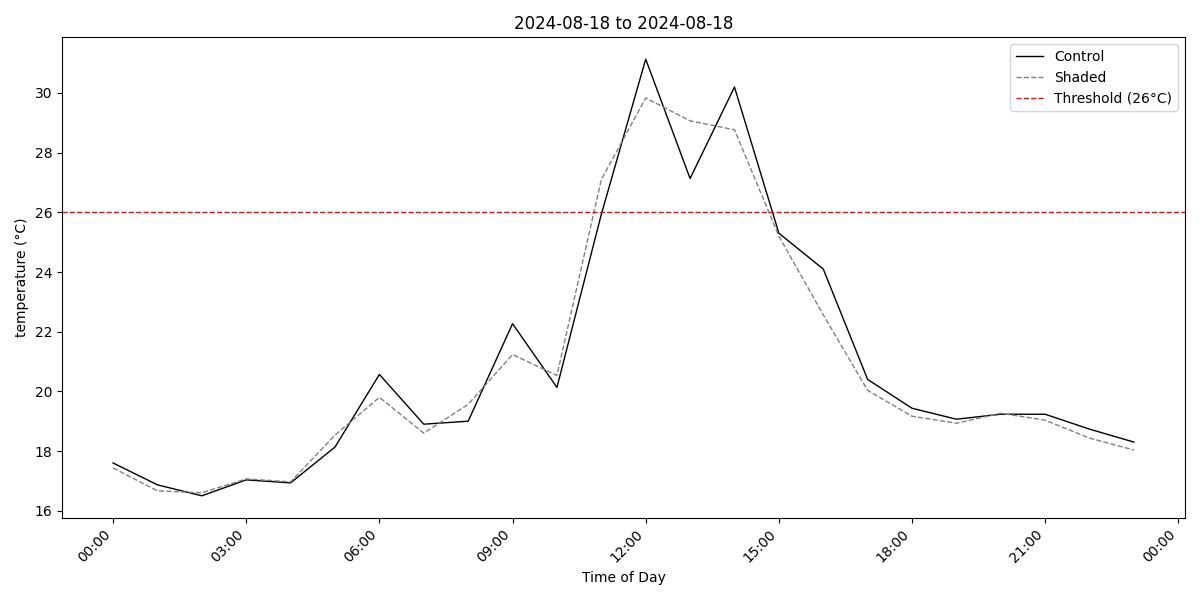 2024-08-18 to 2024-08-18
Control
Shaded
Threshold (26°C)
temperature (°C)
30
28
26
24
22
20
18
16
00:00
03:00
06:00
09:00
12:00
15:00
18:00
21:00
00:00
Time of Day